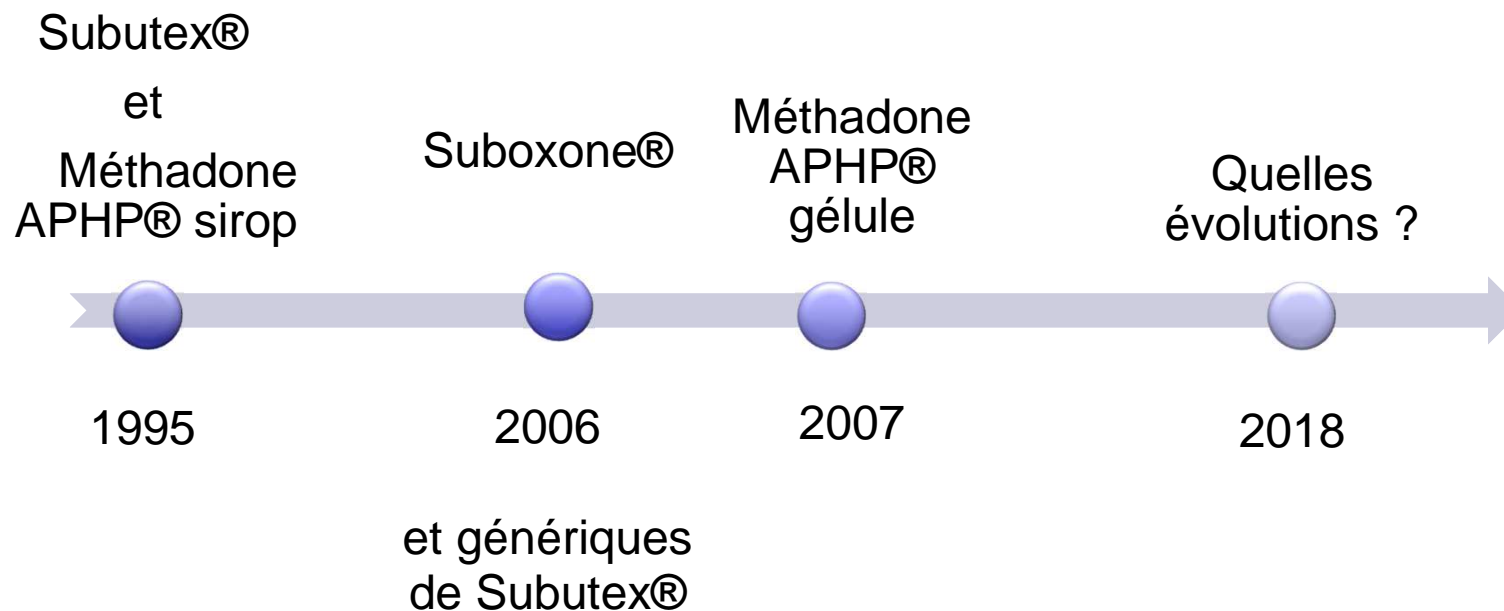 Subutex®
et
Méthadone
APHP® sirop
Suboxone®
Méthadone
APHP®
gélule
Quelles
évolutions ?
1995
2006
2007
2018
et génériques
de Subutex®